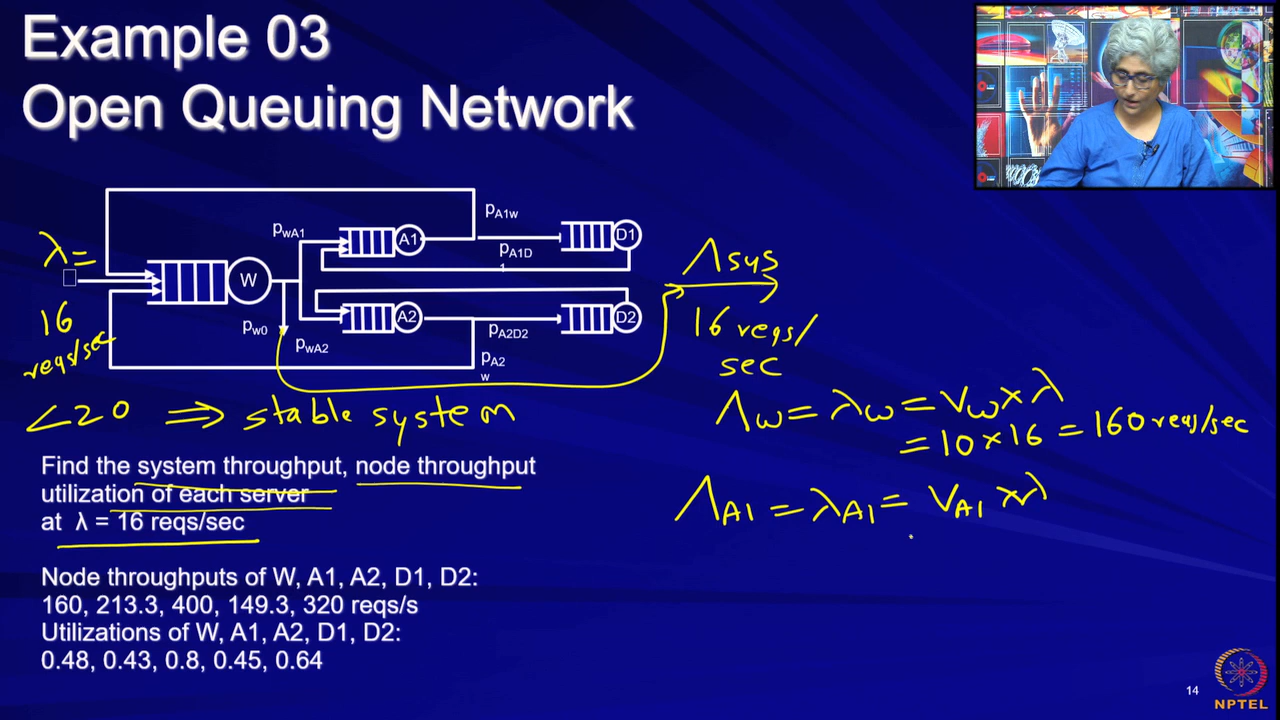 Example 03
Open Queuing Network
λ=
16
reqs/sec
W
A1
D1
A2
D2
pwA1
pA1w
pA1D
1
pw0
pwA2
pA2D2
pA2
w
Λsys
16 reqs/
sec
<20 ⇒ stable system
Λw = λw = Vw × λ
= 10 × 16 = 160 reqs/sec
ΛA1 = λA1 = VA1 × λ
Find the system throughput, node throughput
utilization of each server
at λ = 16 reqs/sec
Node throughputs of W, A1, A2, D1, D2:
160, 213.3, 400, 149.3, 320 reqs/s
Utilizations of W, A1, A2, D1, D2:
0.48, 0.43, 0.8, 0.45, 0.64
14
NPTEL